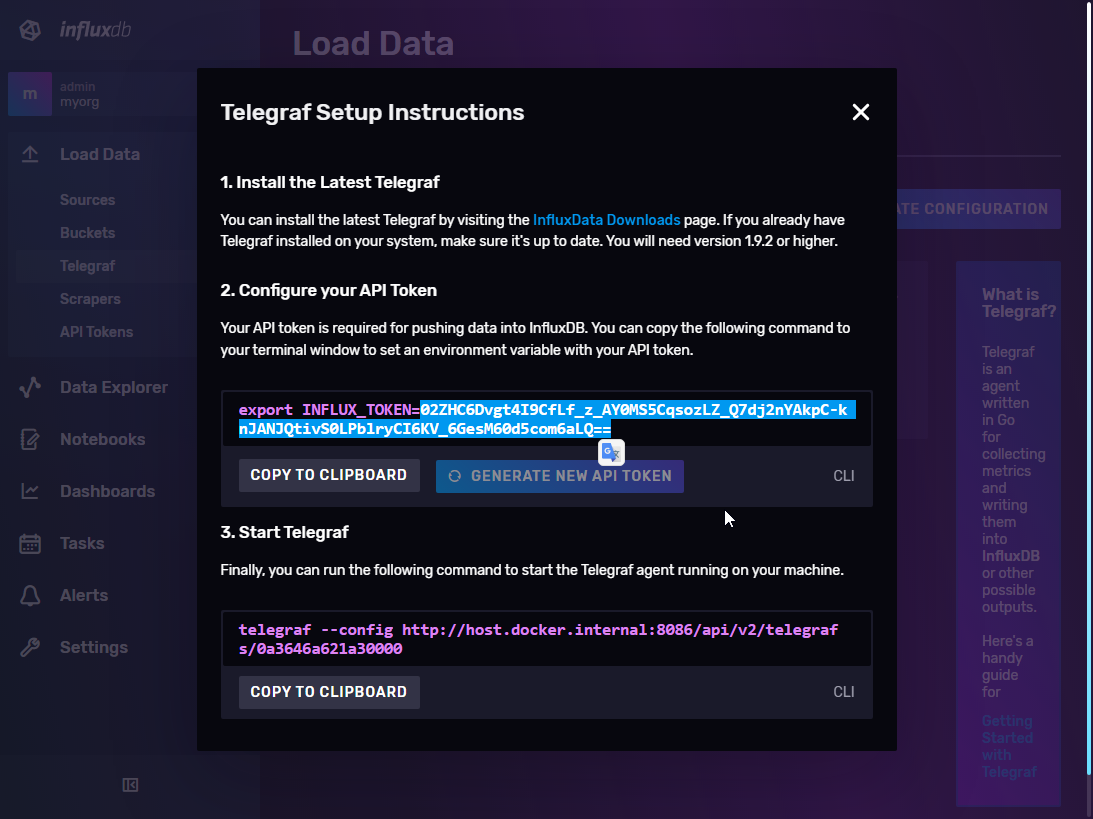 influxdb
Load Data
m
admin
myorg
Load Data
Sources
Buckets
Telegraf
Scrapers
API Tokens
Data Explorer
Notebooks
Dashboards
Tasks
Alerts
Settings
Telegraf Setup Instructions
1. Install the Latest Telegraf
You can install the latest Telegraf by visiting the InfluxData Downloads page. If you already have
Telegraf installed on your system, make sure it's up to date. You will need version 1.9.2 or higher.
2. Configure your API Token
Your API token is required for pushing data into InfluxDB. You can copy the following command to
your terminal window to set an environment variable with your API token.
export INFLUX_TOKEN=02ZHC6Dvgt4I9CfLf_z_AY0MS5CqsozLZ_Q7dj2nYAkpC-k
nJANJQtivS0LPblryCI6KV_6GesM60d5com6aLQ==
COPY TO CLIPBOARD
GENERATE NEW API TOKEN
CLI
3. Start Telegraf
Finally, you can run the following command to start the Telegraf agent running on your machine.
telegraf --config http://host.docker.internal:8086/api/v2/telegraf
s/0a3646a621a30000
COPY TO CLIPBOARD
CLI
ATE CONFIGURATION
What is
Telegraf?
Telegraf
is an
agent
written
in Go
for
collecting
metrics
and
writing
them
into
InfluxDB
or other
possible
outputs.
Here's a
handy
guide
for
Getting
Started
with
Telegraf